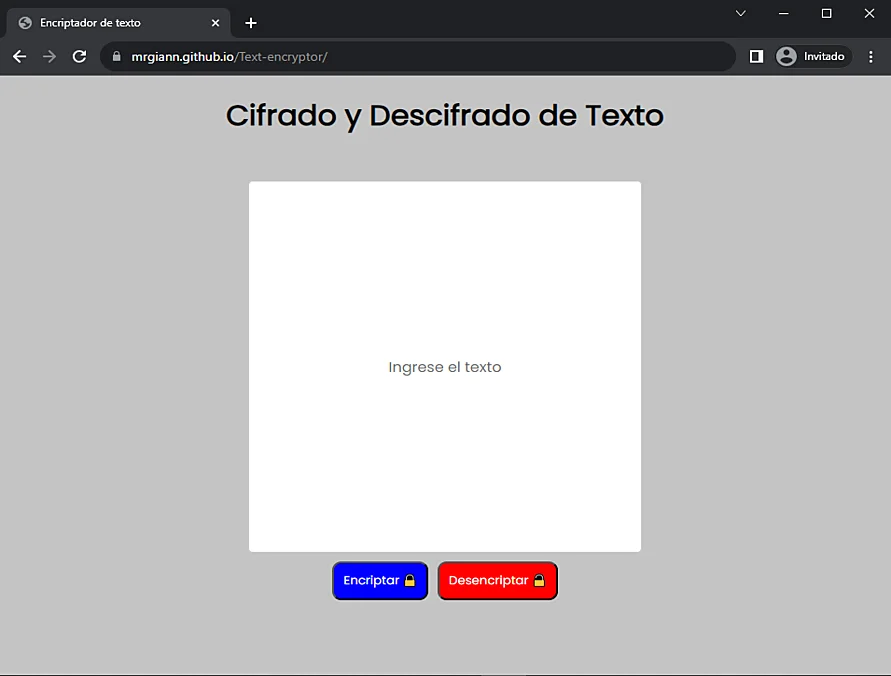 Encriptador de texto
mrgiann.github.io/Text-encryptor/
Invitado
Cifrado y Descifrado de Texto
Ingrese el texto
Encriptar 🔒
Desencriptar 🔒